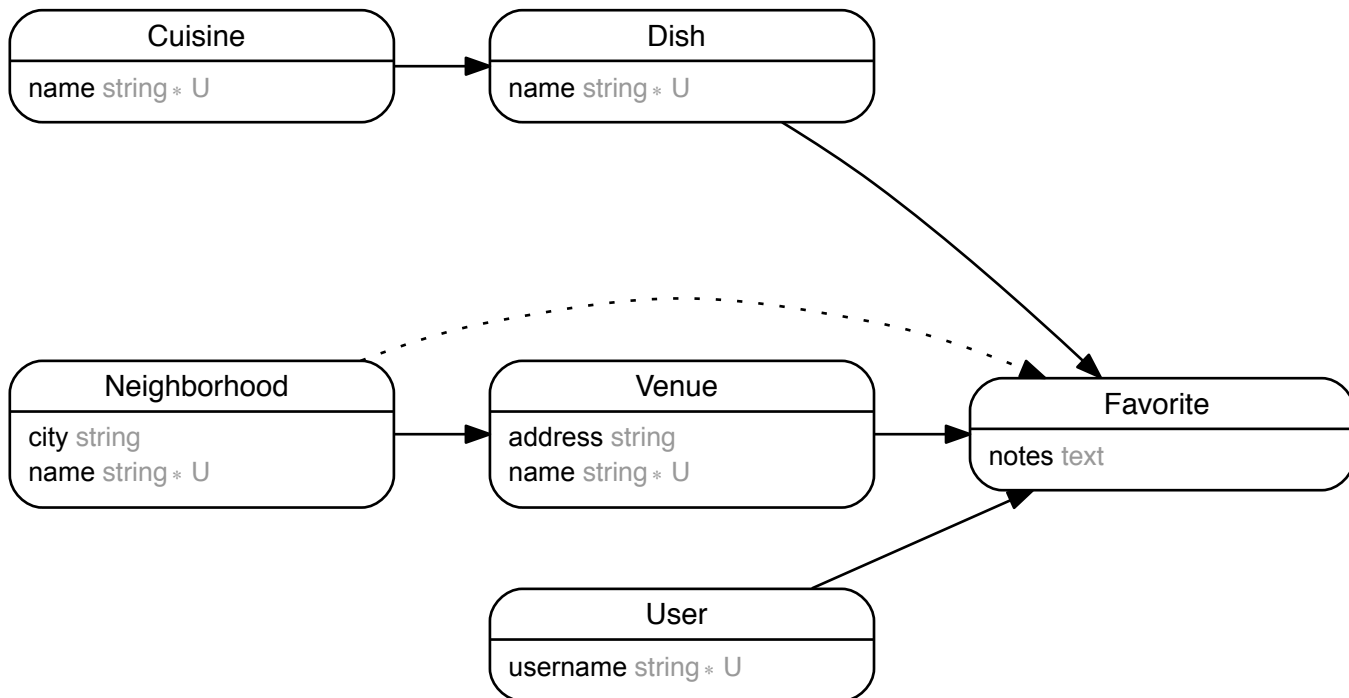 Cuisine
name string* U
Dish
name string* U
Neighborhood
city string
name string* U
Venue
address string
name string* U
Favorite
notes text
User
username string* U